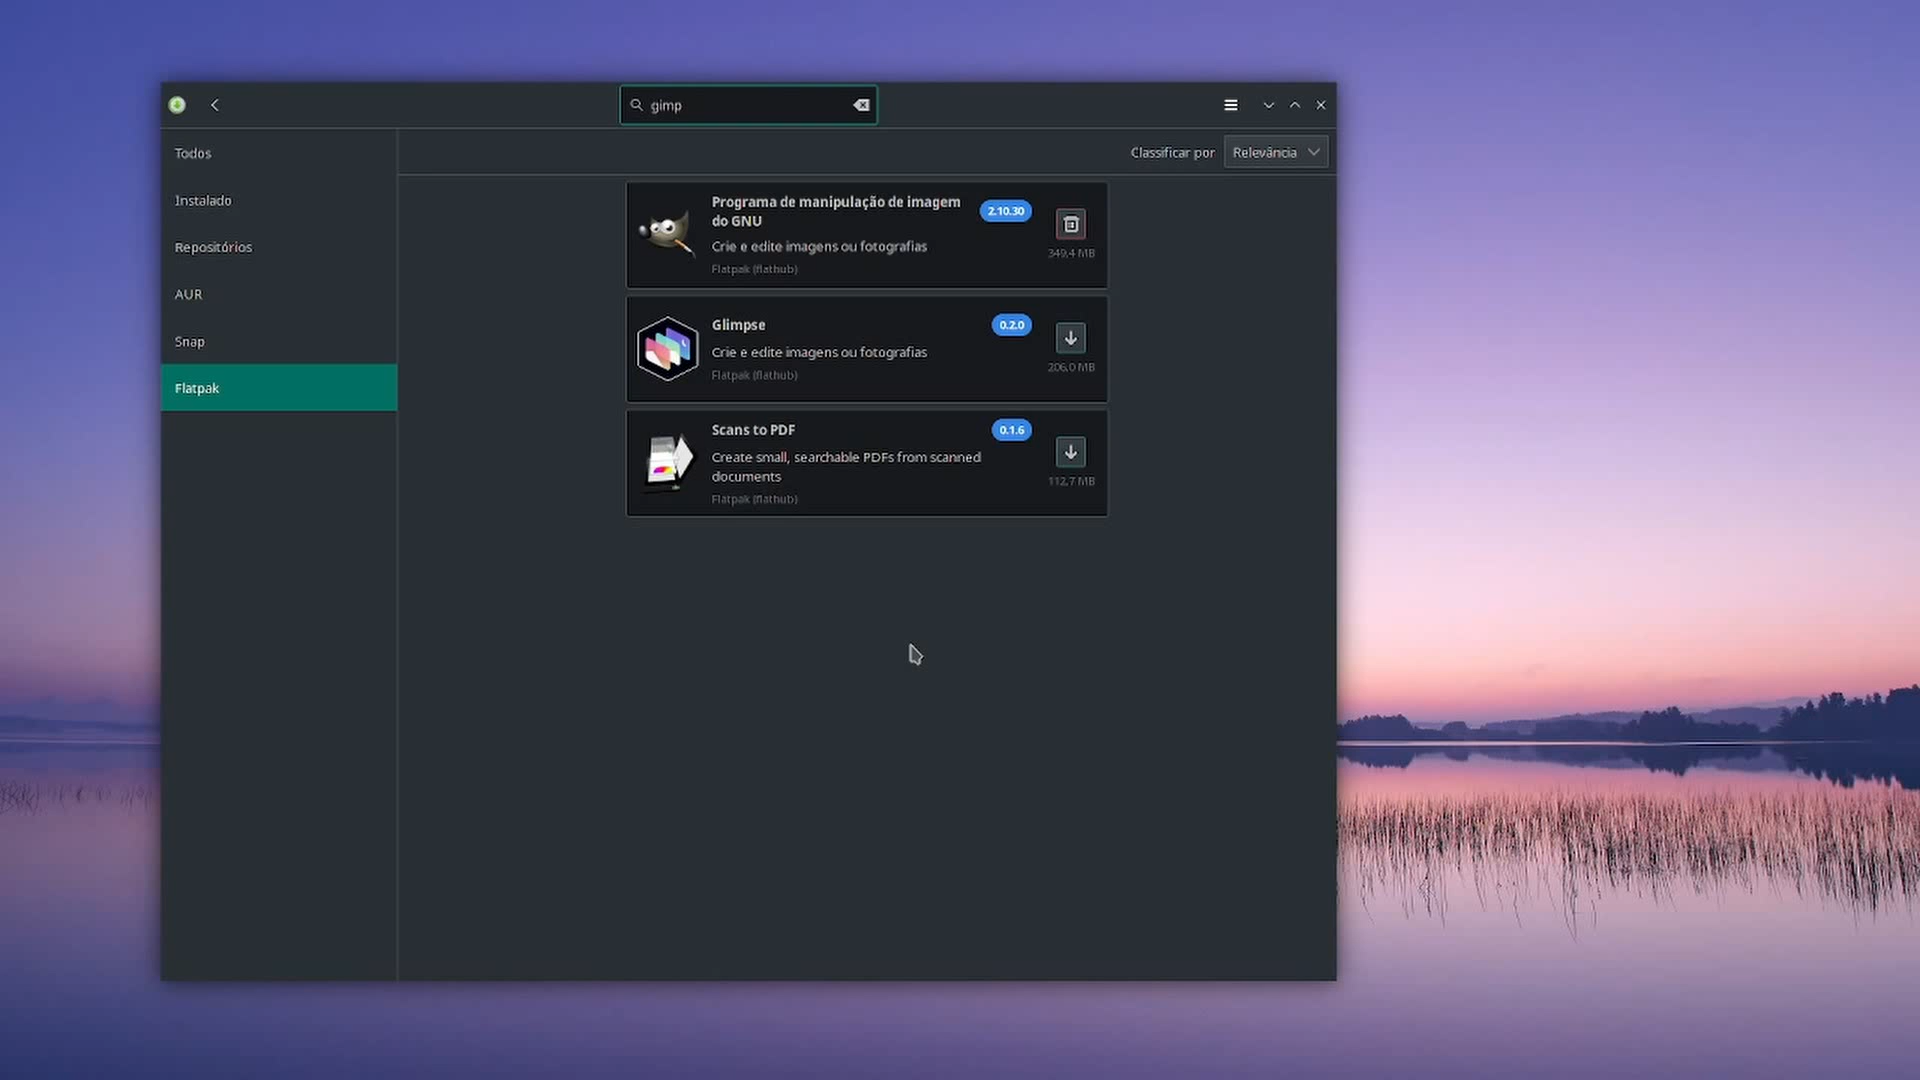 gimp
Todos
Instalado
Repositórios
AUR
Snap
Flatpak
Classificar por Relevância
Programa de manipulação de imagem
do GNU
2.10.30
Crie e edite imagens ou fotografias
Flatpak (flathub)
349,4 MB
Glimpse
0.2.0
Crie e edite imagens ou fotografias
Flatpak (flathub)
206,0 MB
Scans to PDF
0.1.6
Create small, searchable PDFs from scanned
documents
Flatpak (flathub)
112,7 MB